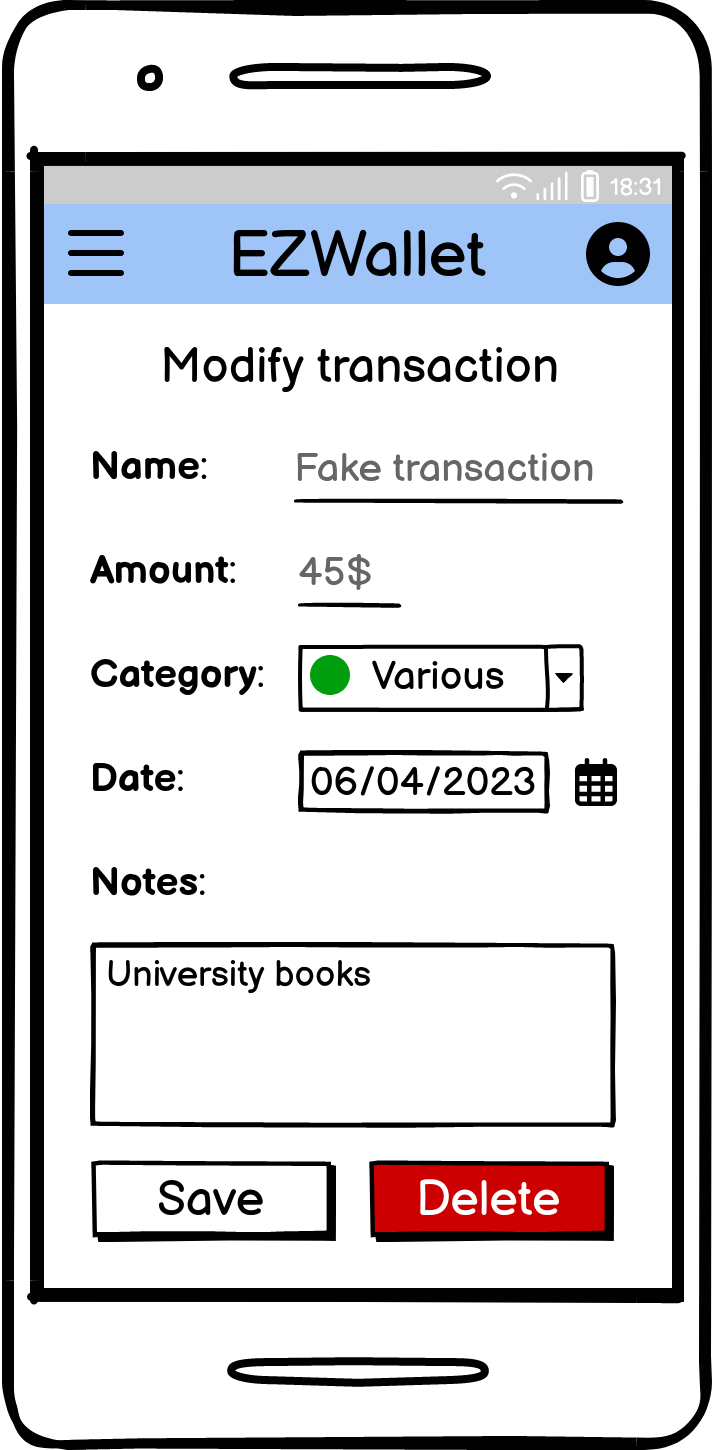 18:31
EZWallet
Modify transaction
Name: Fake transaction
Amount: 45$
Category: Various
Date: 06/04/2023
Notes:
University books
Save Delete